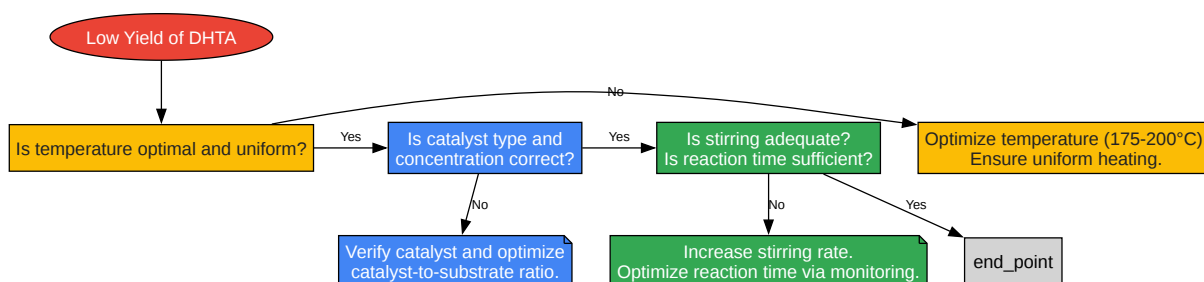 Low Yield of DHTA
No
Is temperature optimal and uniform?
Yes
Is catalyst type and
concentration correct?
Yes
Is stirring adequate?
Is reaction time sufficient?
Optimize temperature (175-200°C)
Ensure uniform heating.
No
No
Yes
Verify catalyst and optimize
catalyst-to-substrate ratio.
Increase stirring rate.
Optimize reaction time via monitoring.
end_point